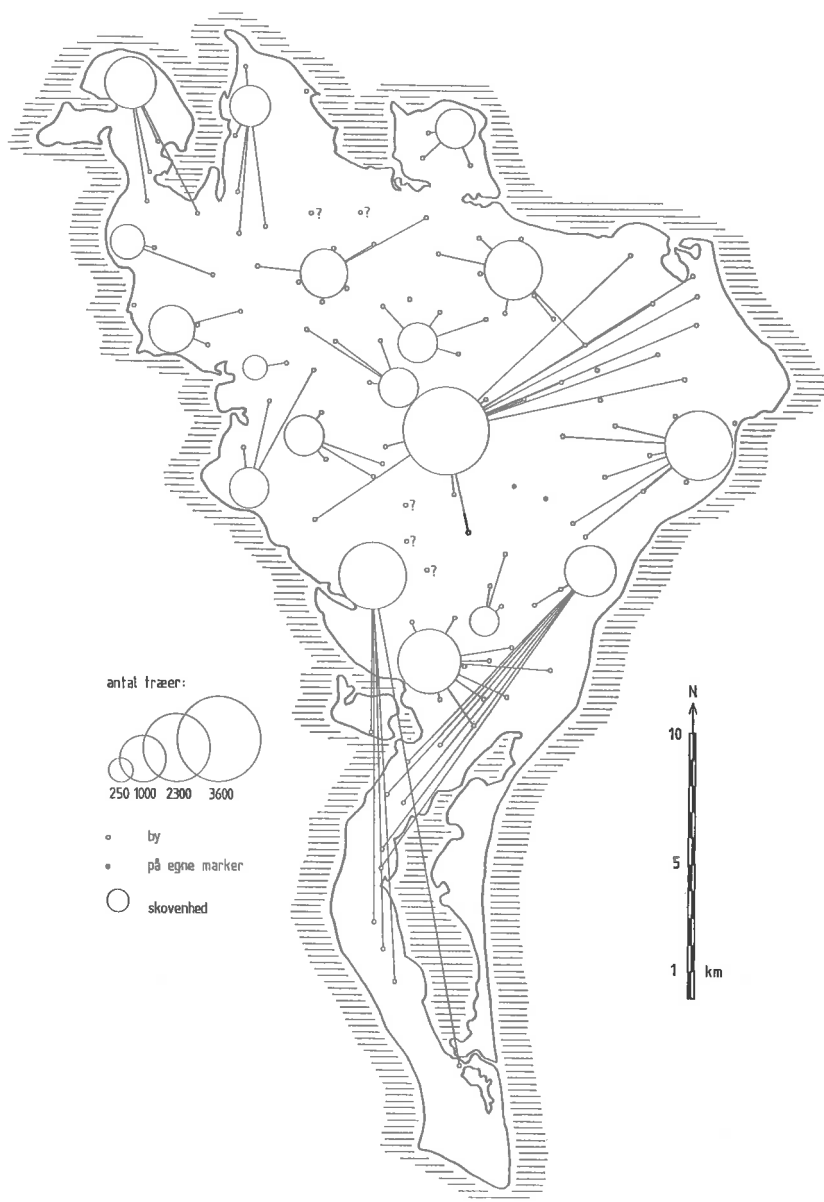 ?
?
?
?
?
antal træer:
250 1000 2300 3600
by
på egne marker
skovenhed
N
10
5
1 km